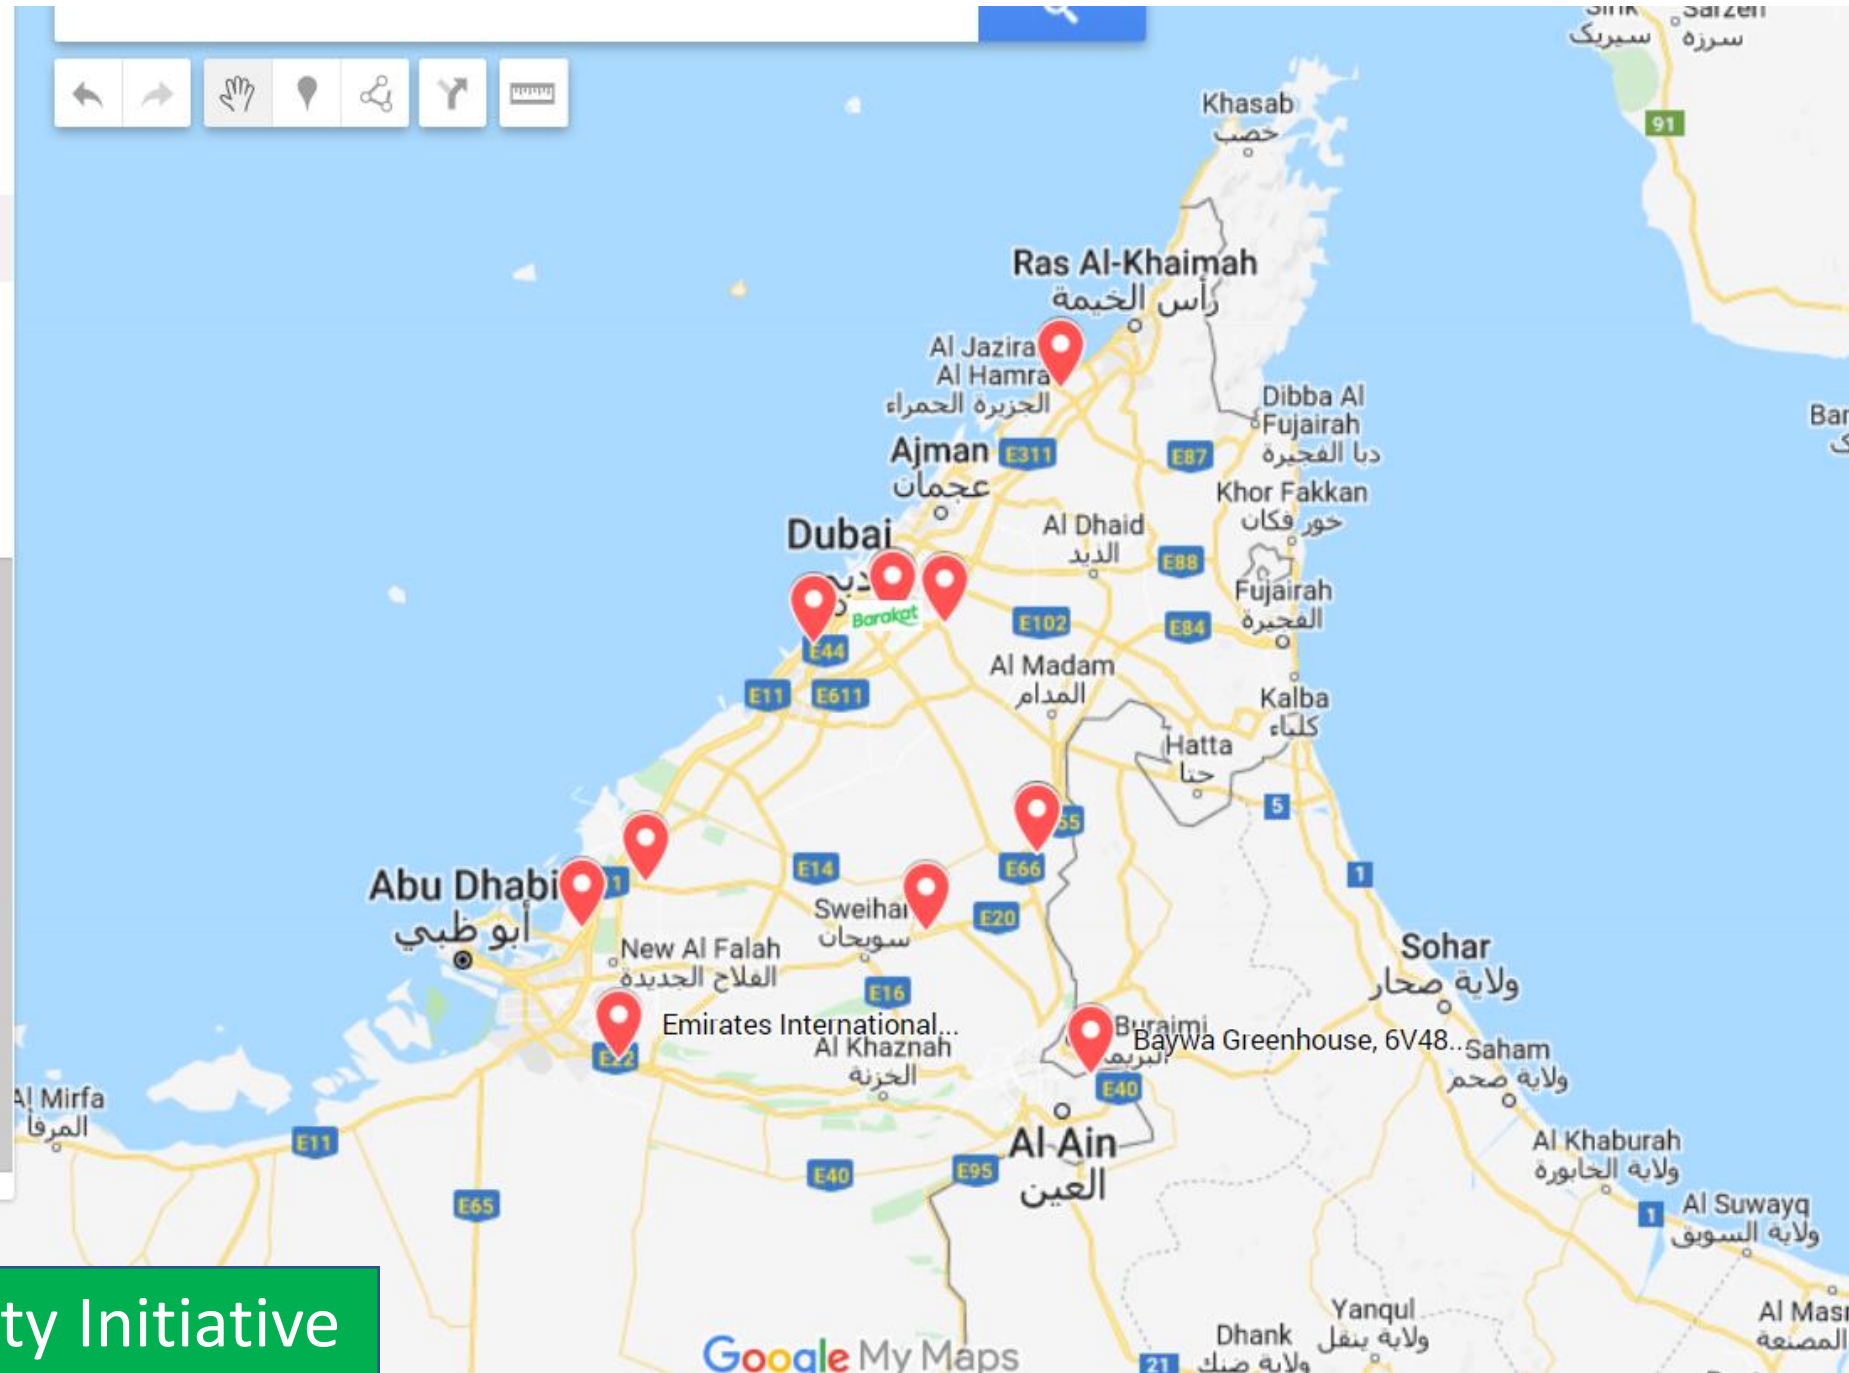 سيريک
سرزه
91
Khasab
خصب
Ras Al-Khaimah
رأس الخيمة
Al Jazira
Al Hamra
الجزيرة الحمراء
Dibba Al
Fujairah
دبا الفجيرة
Ajman
عجمان
E311
E87
Khor Fakkan
خور فكان
Dubai
Al Dhaid
الذيد
E88
Fujairah
الفجيرة
Barakat
E102
E84
E44
Al Madam
المدام
E11
E611
Kalba
كلباء
Hatta
حتا
5
E14
E66
1
Abu Dhabi
أبو ظبي
Sweihan
سويحان
E20
New Al Falah
الفلاح الجديدة
Sohar
ولاية صحار
E16
Emirates International...
Al Khaznah
الخزنة
E22
Buraimi
Baywa Greenhouse, 6V48...
Saham
ولاية صحم
E40
Al Mirfa
المرفأ
E11
Al Ain
العين
Al Khaburah
ولاية الخابورة
E40
E95
E65
1
Al Suwayq
ولاية السويق
ty Initiative
Yanqul
ولاية ينقل
Dhank
ولاية ضنك
المصنعة
Google My Maps
21